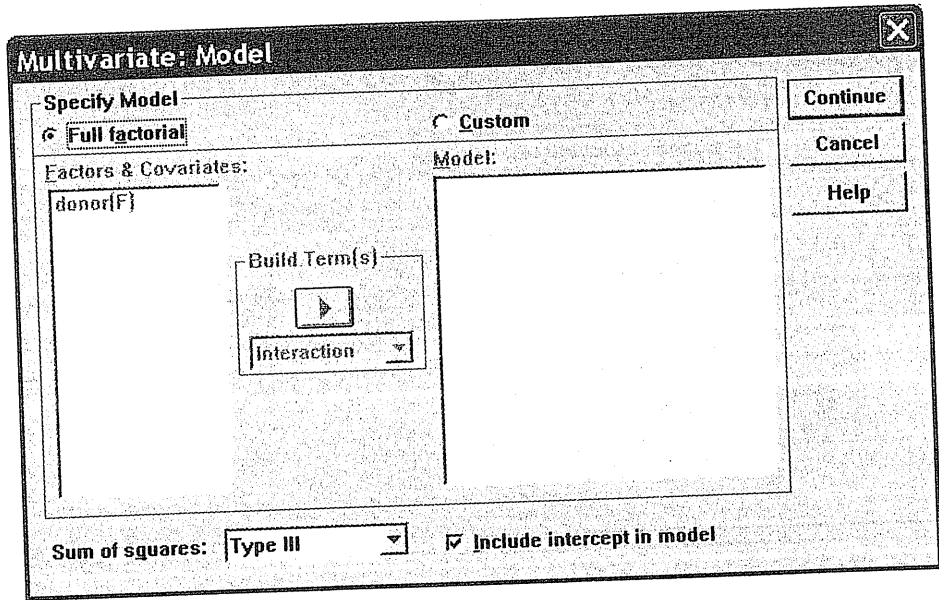 Multivariate: Model
Specify Model
Full factorial
Custom
Continue
Cancel
Help
Factors & Covariates:
Model:
donor(F)
Build Term(s)
Interaction
Sum of squares: Type III
Include intercept in model